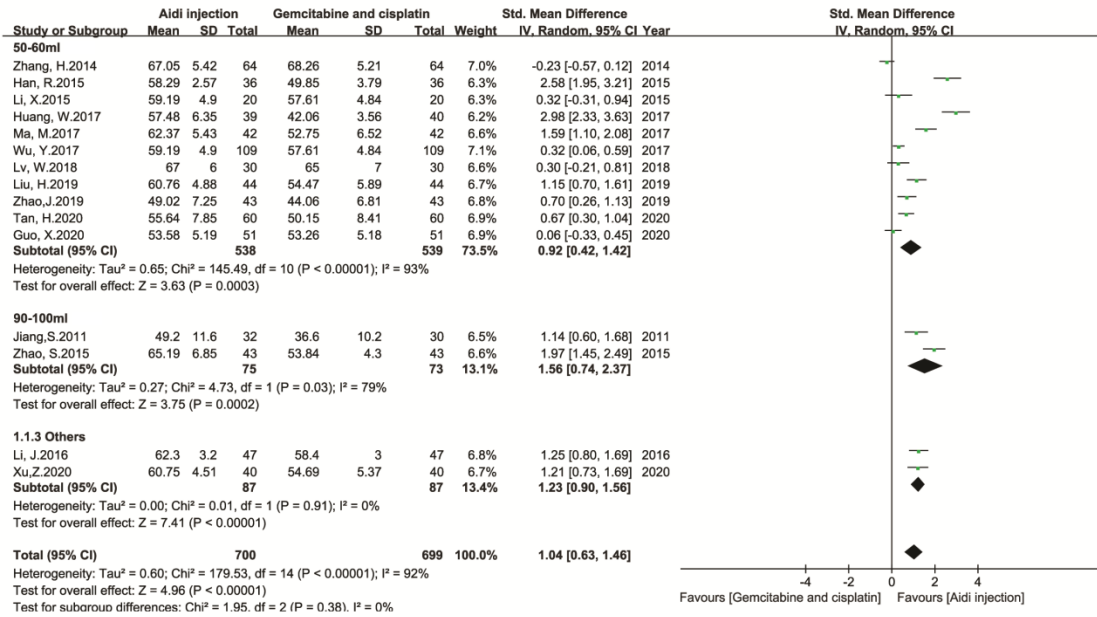 Aidi injection Gemcitabine and cisplatin Std. Mean Difference Std. Mean Difference
Study or Subgroup Mean SD Total Mean SD Total Weight IV, Random, 95% CI Year IV, Random, 95% CI
50-60ml
Zhang, H.2014 67.05 5.42 64 68.26 5.21 64 7.0% -0.23 [-0.57, 0.12] 2014
Han, R.2015 58.29 2.57 36 49.85 3.79 36 6.3% 2.58 [1.95, 3.21] 2015
Li, X.2015 59.19 4.9 20 57.61 4.84 20 6.3% 0.32 [-0.31, 0.94] 2015
Huang, W.2017 57.48 6.35 39 42.06 3.56 40 6.2% 2.98 [2.33, 3.63] 2017
Ma, M.2017 62.37 5.43 42 52.75 6.52 42 6.7% 1.59 [1.10, 2.08] 2017
Wu, Y.2017 59.19 4.9 109 57.61 4.84 109 7.1% 0.32 [0.06, 0.59] 2017
Lv, W.2018 67 6 30 65 7 30 6.6% 0.30 [-0.21, 0.81] 2018
Liu, H.2019 60.76 4.88 44 54.47 5.89 44 6.7% 1.15 [0.70, 1.61] 2019
Zhao,J.2019 49.02 7.25 43 44.06 6.81 43 6.8% 0.70 [0.26, 1.13] 2019
Tan, H.2020 55.64 7.85 60 50.15 8.41 60 6.9% 0.67 [0.30, 1.04] 2020
Guo, X.2020 53.58 5.19 51 53.26 5.18 51 6.9% 0.06 [-0.33, 0.45] 2020
Subtotal (95% CI) 538 539 73.5% 0.92 [0.42, 1.42]
Heterogeneity: Tau² = 0.65; Chi² = 145.49, df = 10 (P < 0.00001); I² = 93%
Test for overall effect: Z = 3.63 (P = 0.0003)
90-100ml
Jiang,S.2011 49.2 11.6 32 36.6 10.2 30 6.5% 1.14 [0.60, 1.68] 2011
Zhao, S.2015 65.19 6.85 43 53.84 4.3 43 6.6% 1.97 [1.45, 2.49] 2015
Subtotal (95% CI) 75 73 13.1% 1.56 [0.74, 2.37]
Heterogeneity: Tau² = 0.27; Chi² = 4.73, df = 1 (P = 0.03); I² = 79%
Test for overall effect: Z = 3.75 (P = 0.0002)
1.1.3 Others
Li, J.2016 62.3 3.2 47 58.4 3 47 6.8% 1.25 [0.80, 1.69] 2016
Xu,Z.2020 60.75 4.51 40 54.69 5.37 40 6.7% 1.21 [0.73, 1.69] 2020
Subtotal (95% CI) 87 87 13.4% 1.23 [0.90, 1.56]
Heterogeneity: Tau² = 0.00; Chi² = 0.01, df = 1 (P = 0.91); I² = 0%
Test for overall effect: Z = 7.41 (P < 0.00001)
Total (95% CI) 700 699 100.0% 1.04 [0.63, 1.46]
Heterogeneity: Tau² = 0.60; Chi² = 179.53, df = 14 (P < 0.00001); I² = 92%
Test for overall effect: Z = 4.96 (P < 0.00001)
Test for subgroup differences: Chi² = 1.95, df = 2 (P = 0.38), I² = 0%
-4 -2 0 2 4
Favours [Gemcitabine and cisplatin] Favours [Aidi injection]